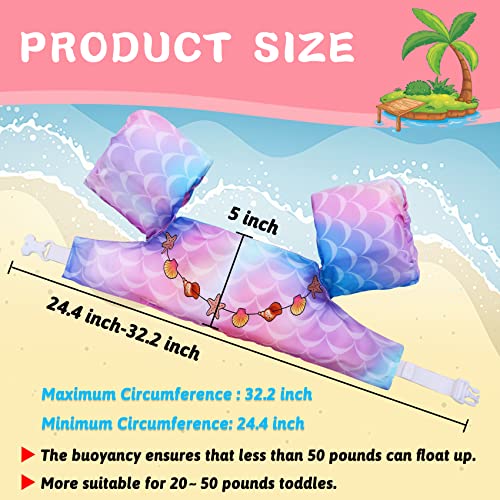 PRODUCT SIZE
5 inch
24.4 inch-32.2 inch
Maximum Circumference : 32.2 inch
Minimum Circumference: 24.4 inch
The buoyancy ensures that less than 50 pounds can float up.
More suitable for 20~ 50 pounds toddles.